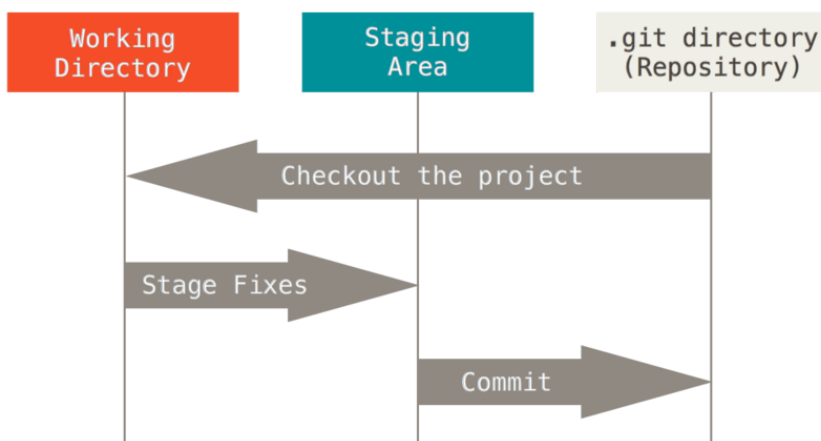 Working
Directory
Staging
Area
.git directory
(Repository)
Checkout the project
Stage Fixes
Commit